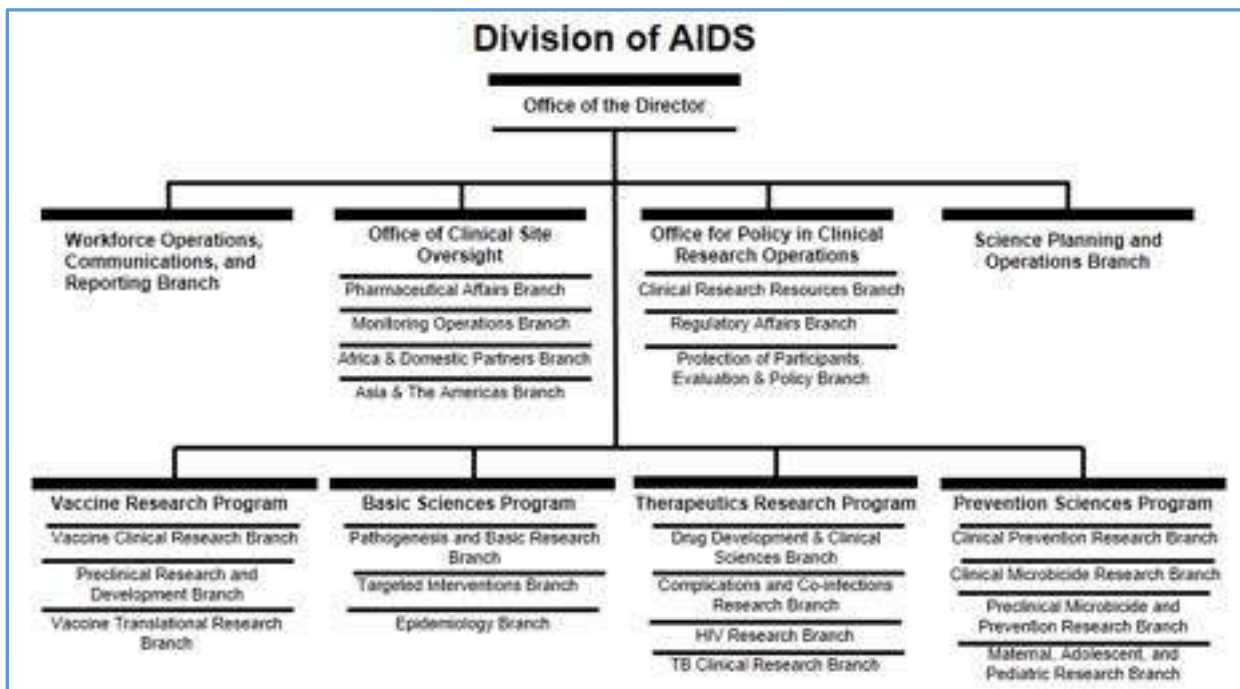 Division of AIDS
Office of the Director
Workforce Operations,
Communications, and
Reporting Branch
Office of Clinical Site
Oversight
Pharmaceutical Affairs Branch
Monitoring Operations Branch
Africa & Domestic Partners Branch
Asia & The Americas Branch
Office for Policy in Clinical
Research Operations
Clinical Research Resources Branch
Regulatory Affairs Branch
Protection of Participants,
Evaluation & Policy Branch
Science Planning and
Operations Branch
Vaccine Research Program
Vaccine Clinical Research Branch
Preclinical Research and
Development Branch
Vaccine Translational Research
Branch
Basic Sciences Program
Pathogenesis and Basic Research
Branch
Targeted Interventions Branch
Epidemiology Branch
Therapeutics Research Program
Drug Development & Clinical
Sciences Branch
Complications and Co-infections
Research Branch
HIV Research Branch
TB Clinical Research Branch
Prevention Sciences Program
Clinical Prevention Research Branch
Clinical Microbicide Research Branch
Preclinical Microbicide and
Prevention Research Branch
Maternal, Adolescent, and
Pediatric Research Branch